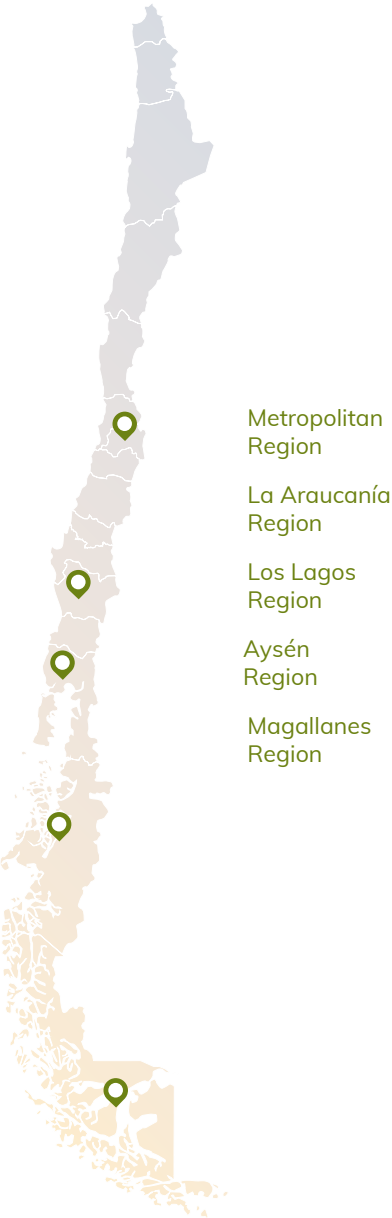 Metropolitan
Region
La Araucanía
Region
Los Lagos
Region
Aysén
Region
Magallanes
Region